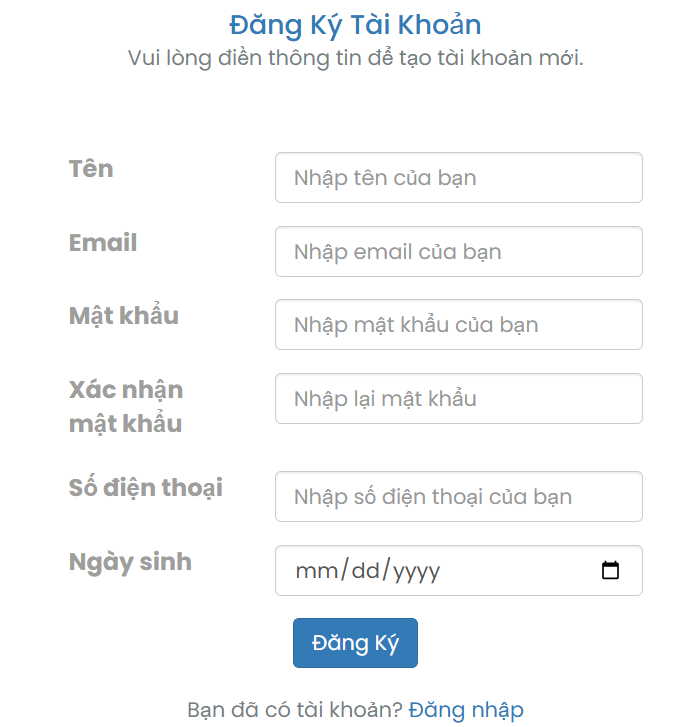 Đăng Ký Tài Khoản
Vui lòng điền thông tin để tạo tài khoản mới.
Tên
Nhập tên của bạn
Email
Nhập email của bạn
Mật khẩu
Nhập mật khẩu của bạn
Xác nhận
mật khẩu
Nhập lại mật khẩu
Số điện thoại
Nhập số điện thoại của bạn
Ngày sinh
mm/dd/yyyy
Đăng Ký
Bạn đã có tài khoản? Đăng nhập